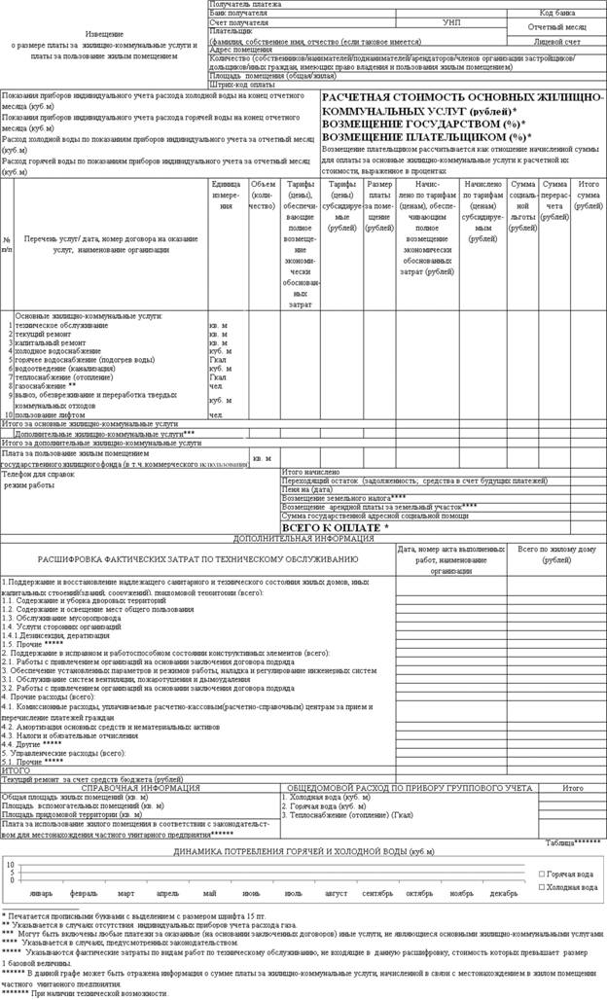 Получатель платежа
Банк получателя
Код банка
Счет получателя
УНП
Отчетный месяц
Извещение
о размере платы за жилищно-коммунальные услуги и
платы за пользование жилым помещением
Плательщик
(фамилия, собственное имя, отчество (если таковое имеется)
Лицевой счет
Адрес помещения
Количество (собственников/нанимателей/поднанимателей/арендаторов/членов организации застройщиков/
дольщиков/иных граждан, имеющих право владения и пользования жилым помещением)
Площадь помещения (общая/жилая)
Штрих-код оплаты
Показания приборов индивидуального учета расхода холодной воды на конец отчетного
месяца (куб.м)
Показания приборов индивидуального учета расхода горячей воды на конец отчетного
месяца (куб.м)
Расход холодной воды по показаниям приборов индивидуального учета за отчетный месяц
(куб.м)
Расход горячей воды по показаниям приборов индивидуального учета за отчетный месяц
(куб.м)
РАСЧЕТНАЯ СТОИМОСТЬ ОСНОВНЫХ ЖИЛИЩНО-
КОММУНАЛЬНЫХ УСЛУГ (рублей)*
ВОЗМЕЩЕНИЕ ГОСУДАРСТВОМ (%)*
ВОЗМЕЩЕНИЕ ПЛАТЕЛЬЩИКОМ (%)*
Возмещение плательщиком рассчитывается как отношение начисленной суммы
для оплаты за основные жилищно-коммунальные услуги к расчетной их
стоимости, выраженное в процентах
№
п/п
Перечень услуг/ дата, номер договора на оказание
услуг, наименование организации
Единица
измере-
ния
Объем
(коли-
чество)
Тарифы
(цены),
обеспечи-
вающие
полное
возмеще-
ние
экономи-
чески
обоснован-
ных
затрат
Тарифы
(цены)
субсидируе-
мые
(рублей)
Размер
платы
за поме-
щение
(рублей)
Начис-
лено по тарифам
(ценам), обеспе-
чивающим
полное
возмещение
экономически
обоснованных
затрат (рублей)
Начислено
по тарифам
(ценам)
субсидируе-
мым
(рублей)
Сумма
социаль-
ной
льготы
(рублей)
Сумма
перерас-
чета
(рублей)
Итого
сумма
(рублей)
Основные жилищно-коммунальные услуги:
1 техническое обслуживание кв. м
2 текущий ремонт кв. м
3 капитальный ремонт кв. м
4 холодное водоснабжение куб. м
5 горячее водоснабжение (подогрев воды) Гкал
6 водоотведение (канализация) куб. м
7 теплоснабжение (отопление) Гкал
8 газоснабжение ** чел.
9 вывоз, обезвреживание и переработка твердых
коммунальных отходов куб. м
10 пользование лифтом чел.
Итого за основные жилищно-коммунальные услуги
Дополнительные жилищно-коммунальные услуги***
Итого за дополнительные жилищно-коммунальные услуги
Плата за пользование жилым помещением
государственного жилищного фонда (в т.ч. коммерческого использования) кв. м
Телефон для справок
режим работы
Итого начислено
Переходящий остаток (задолженность; средства в счет будущих платежей)
Пеня на (дата)
Возмещение земельного налога****
Возмещение арендной платы за земельный участок****
Сумма государственной адресной социальной помощи
ВСЕГО К ОПЛАТЕ *
ДОПОЛНИТЕЛЬНАЯ ИНФОРМАЦИЯ
РАСШИФРОВКА ФАКТИЧЕСКИХ ЗАТРАТ ПО ТЕХНИЧЕСКОМУ ОБСЛУЖИВАНИЮ
Дата, номер акта выполненных
работ, наименование
организации
Всего по жилому дому
(рублей)
1.Поддержание и восстановление надлежащего санитарного и технического состояния жилых домов, иных
капитальных строений(зданий, сооружений), придомовой территории (всего):
1.1. Содержание и уборка дворовых территорий
1.2. Содержание и освещение мест общего пользования
1.3. Обслуживание мусоропровода
1.4. Услуги сторонних организаций
1.4.1.Дезинсекция, дератизация
1.5. Прочие *****
2. Поддержание в исправном и работоспособном состоянии конструктивных элементов (всего):
2.1. Работы с привлечением организаций на основании заключения договора подряда
3. Обеспечение установленных параметров и режимов работы, наладка и регулирование инженерных систем
3.1. Обслуживание систем вентиляции, пожаротушения и дымоудаления
3.2. Работы с привлечением организаций на основании заключения договора подряда
4. Прочие расходы (всего):
4.1. Комиссионные расходы, уплачиваемые расчетно-кассовым(расчетно-справочным) центрам за прием и
перечисление платежей граждан
4.2. Амортизация основных средств и нематериальных активов
4.3. Налоги и обязательные отчисления
4.4. Другие *****
5. Управленческие расходы (всего):
5.1. Прочие *****
ИТОГО
Текущий ремонт за счет средств бюджета (рублей)
СПРАВОЧНАЯ ИНФОРМАЦИЯ
ОБЩЕДОМОВОЙ РАСХОД ПО ПРИБОРУ ГРУППОВОГО УЧЕТА
Итого
Общая площадь жилых помещений (кв. м)
Площадь вспомогательных помещений (кв. м)
Площадь придомовой территории (кв. м)
Плата за использование жилого помещения в соответствии с законодательст-
вом для местонахождения частного унитарного предприятия******
1. Холодная вода (куб. м)
2. Горячая вода (куб. м)
3. Теплоснабжение (отопление) (Гкал)
Таблица*******
ДИНАМИКА ПОТРЕБЛЕНИЯ ГОРЯЧЕЙ И ХОЛОДНОЙ ВОДЫ (куб.м)
10
5
0
январь февраль март апрель май июнь июль август сентябрь октябрь ноябрь декабрь
Горячая вода
Холодная вода
* Печатается прописными буквами с выделением с размером шрифта 15 пт.
** Указывается в случаях отсутствия индивидуальных приборов учета расхода газа.
*** Могут быть включены любые платежи за оказанные (на основании заключенных договоров) иные услуги, не являющиеся основными жилищно-коммунальными услугами.
**** Указывается в случаях, предусмотренных законодательством.
***** Указываются фактические затраты по видам работ по техническому обслуживанию, не входящие в данную расшифровку, стоимость которых превышает размер
1 базовой величины.
****** В данной графе может быть отражена информация о сумме платы за жилищно-коммунальные услуги, начисленной в связи с местонахождением в жилом помещении
частного унитарного предприятия.
******* При наличии технической возможности.